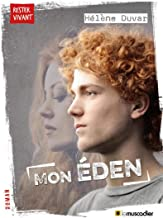 RESTER
VIVANT
Hélène Duvar
MON ÉDEN
ROMAN
le muscadier